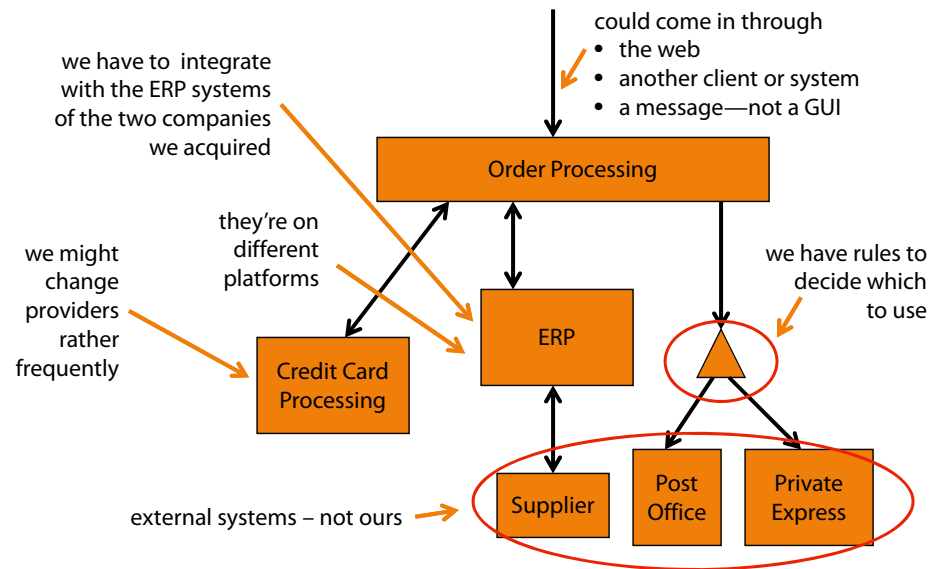 could come in through
• the web
• another client or system
• a message—not a GUI
we have to integrate
with the ERP systems
of the two companies
we acquired
Order Processing
they're on
different
platforms
we might
change
providers
rather
frequently
we have rules to
decide which
to use
ERP
Credit Card
Processing
Supplier
Post
Office
Private
Express
external systems – not ours